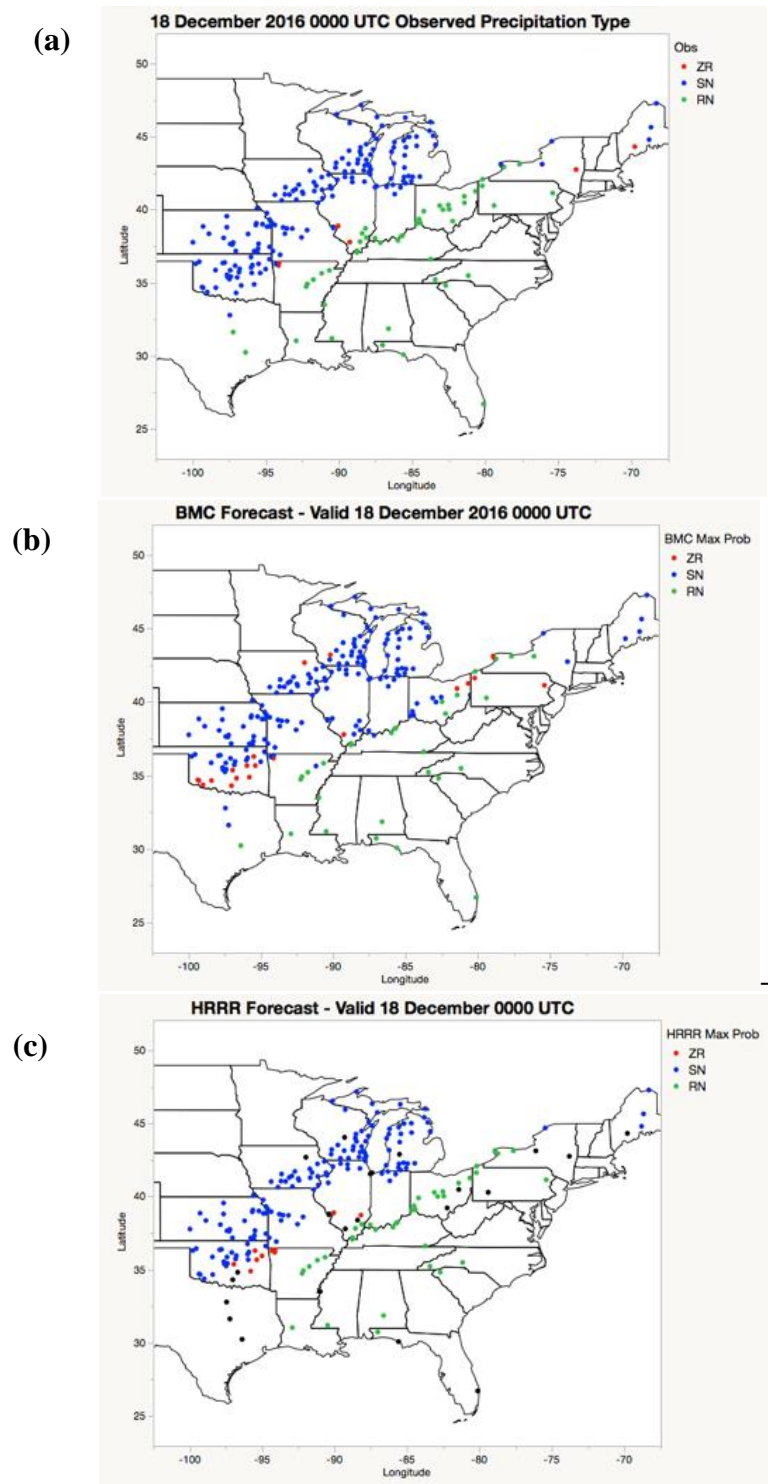 (a)
18 December 2016 0000 UTC Observed Precipitation Type
Obs
ZR
SN
RN
50
45
40
35
30
25
Latitude
-100 -95 -90 -85 -80 -75 -70
Longitude
(b)
BMC Forecast - Valid 18 December 2016 0000 UTC
BMC Max Prob
ZR
SN
RN
50
45
40
35
30
25
Latitude
-100 -95 -90 -85 -80 -75 -70
Longitude
(c)
HRRR Forecast - Valid 18 December 0000 UTC
HRRR Max Prob
ZR
SN
RN
50
45
40
35
30
25
Latitude
-100 -95 -90 -85 -80 -75 -70
Longitude